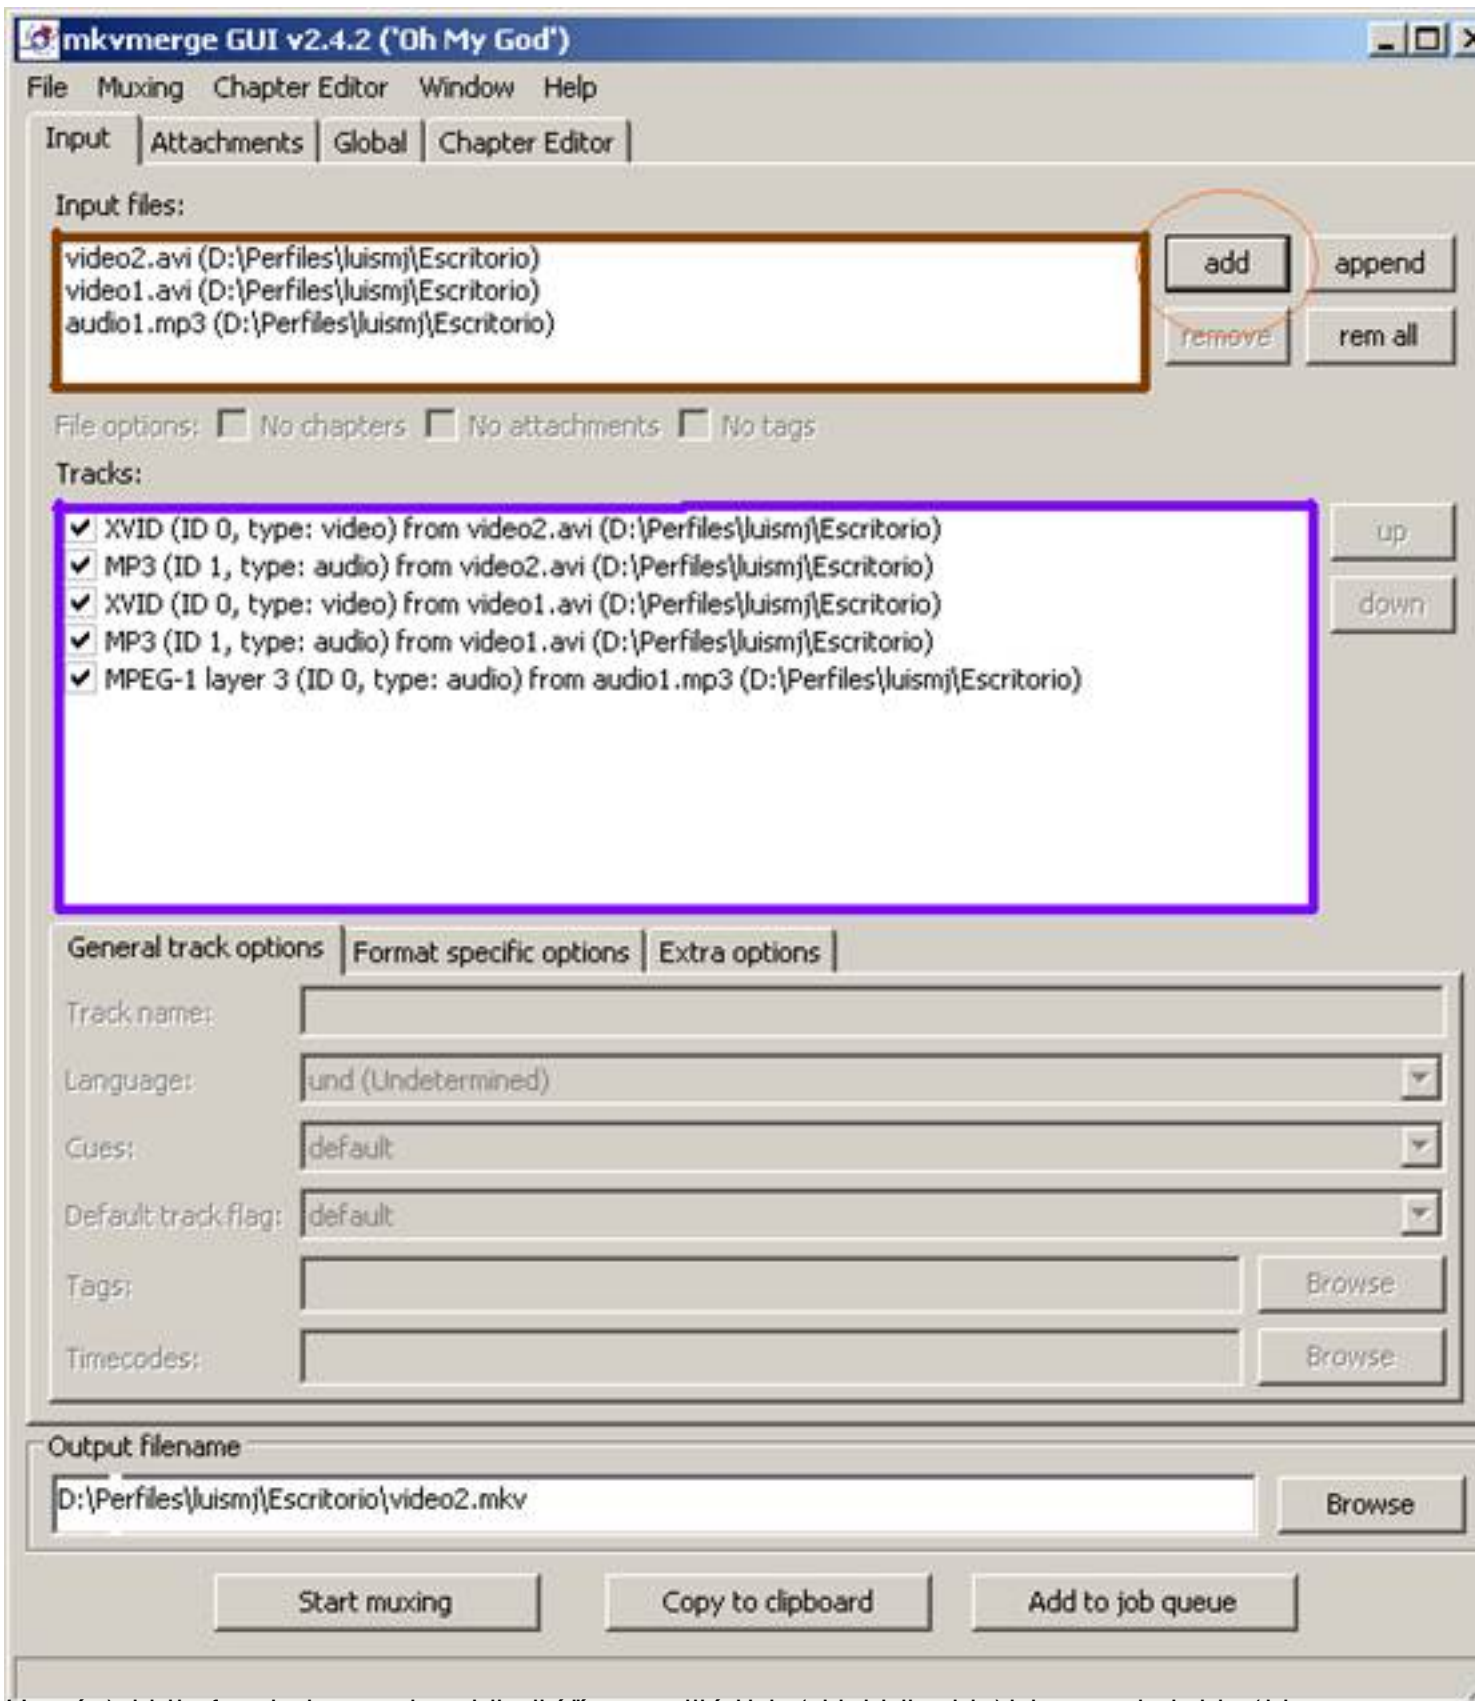 mkvmerge GUI v2.4.2 ('Oh My God')
File Muxing Chapter Editor Window Help
Input Attachments Global Chapter Editor
Input files:
video2.avi (D:\Perfiles\luismj\Escritorio)
video1.avi (D:\Perfiles\luismj\Escritorio)
audio1.mp3 (D:\Perfiles\luismj\Escritorio)
add append
remove rem all
File options: No chapters No attachments No tags
Tracks:
XVID (ID 0, type: video) from video2.avi (D:\Perfiles\luismj\Escritorio)
MP3 (ID 1, type: audio) from video2.avi (D:\Perfiles\luismj\Escritorio)
XVID (ID 0, type: video) from video1.avi (D:\Perfiles\luismj\Escritorio)
MP3 (ID 1, type: audio) from video1.avi (D:\Perfiles\luismj\Escritorio)
MPEG-1 layer 3 (ID 0, type: audio) from audio1.mp3 (D:\Perfiles\luismj\Escritorio)
up
down
General track options Format specific options Extra options
Track name:
Language: und (Undetermined)
Cues: default
Default track flag: default
Tags: Browse
Timecodes: Browse
Output filename
D:\Perfiles\luismj\Escritorio\video2.mkv Browse
Start muxing Copy to clipboard Add to job queue